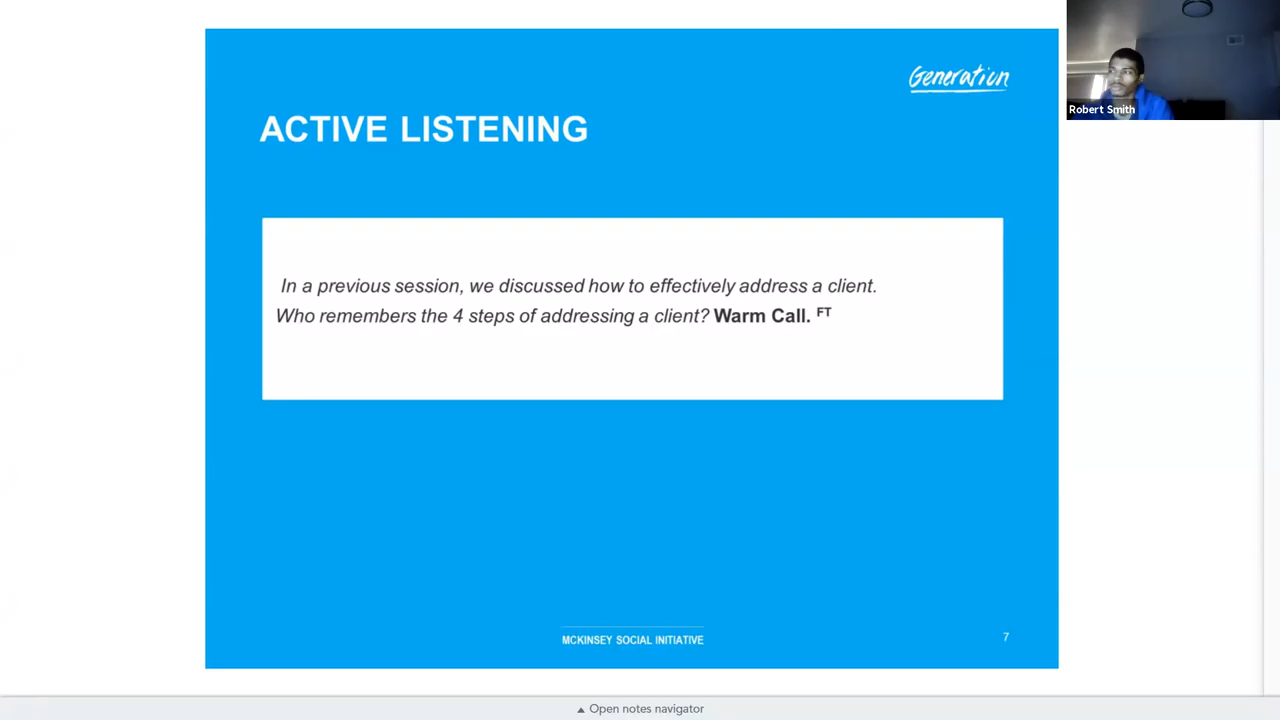 Generation
ACTIVE LISTENING
In a previous session, we discussed how to effectively address a client.
Who remembers the 4 steps of addressing a client? Warm Call. FT
MCKINSEY SOCIAL INITIATIVE
7
Robert Smith
▲ Open notes navigator